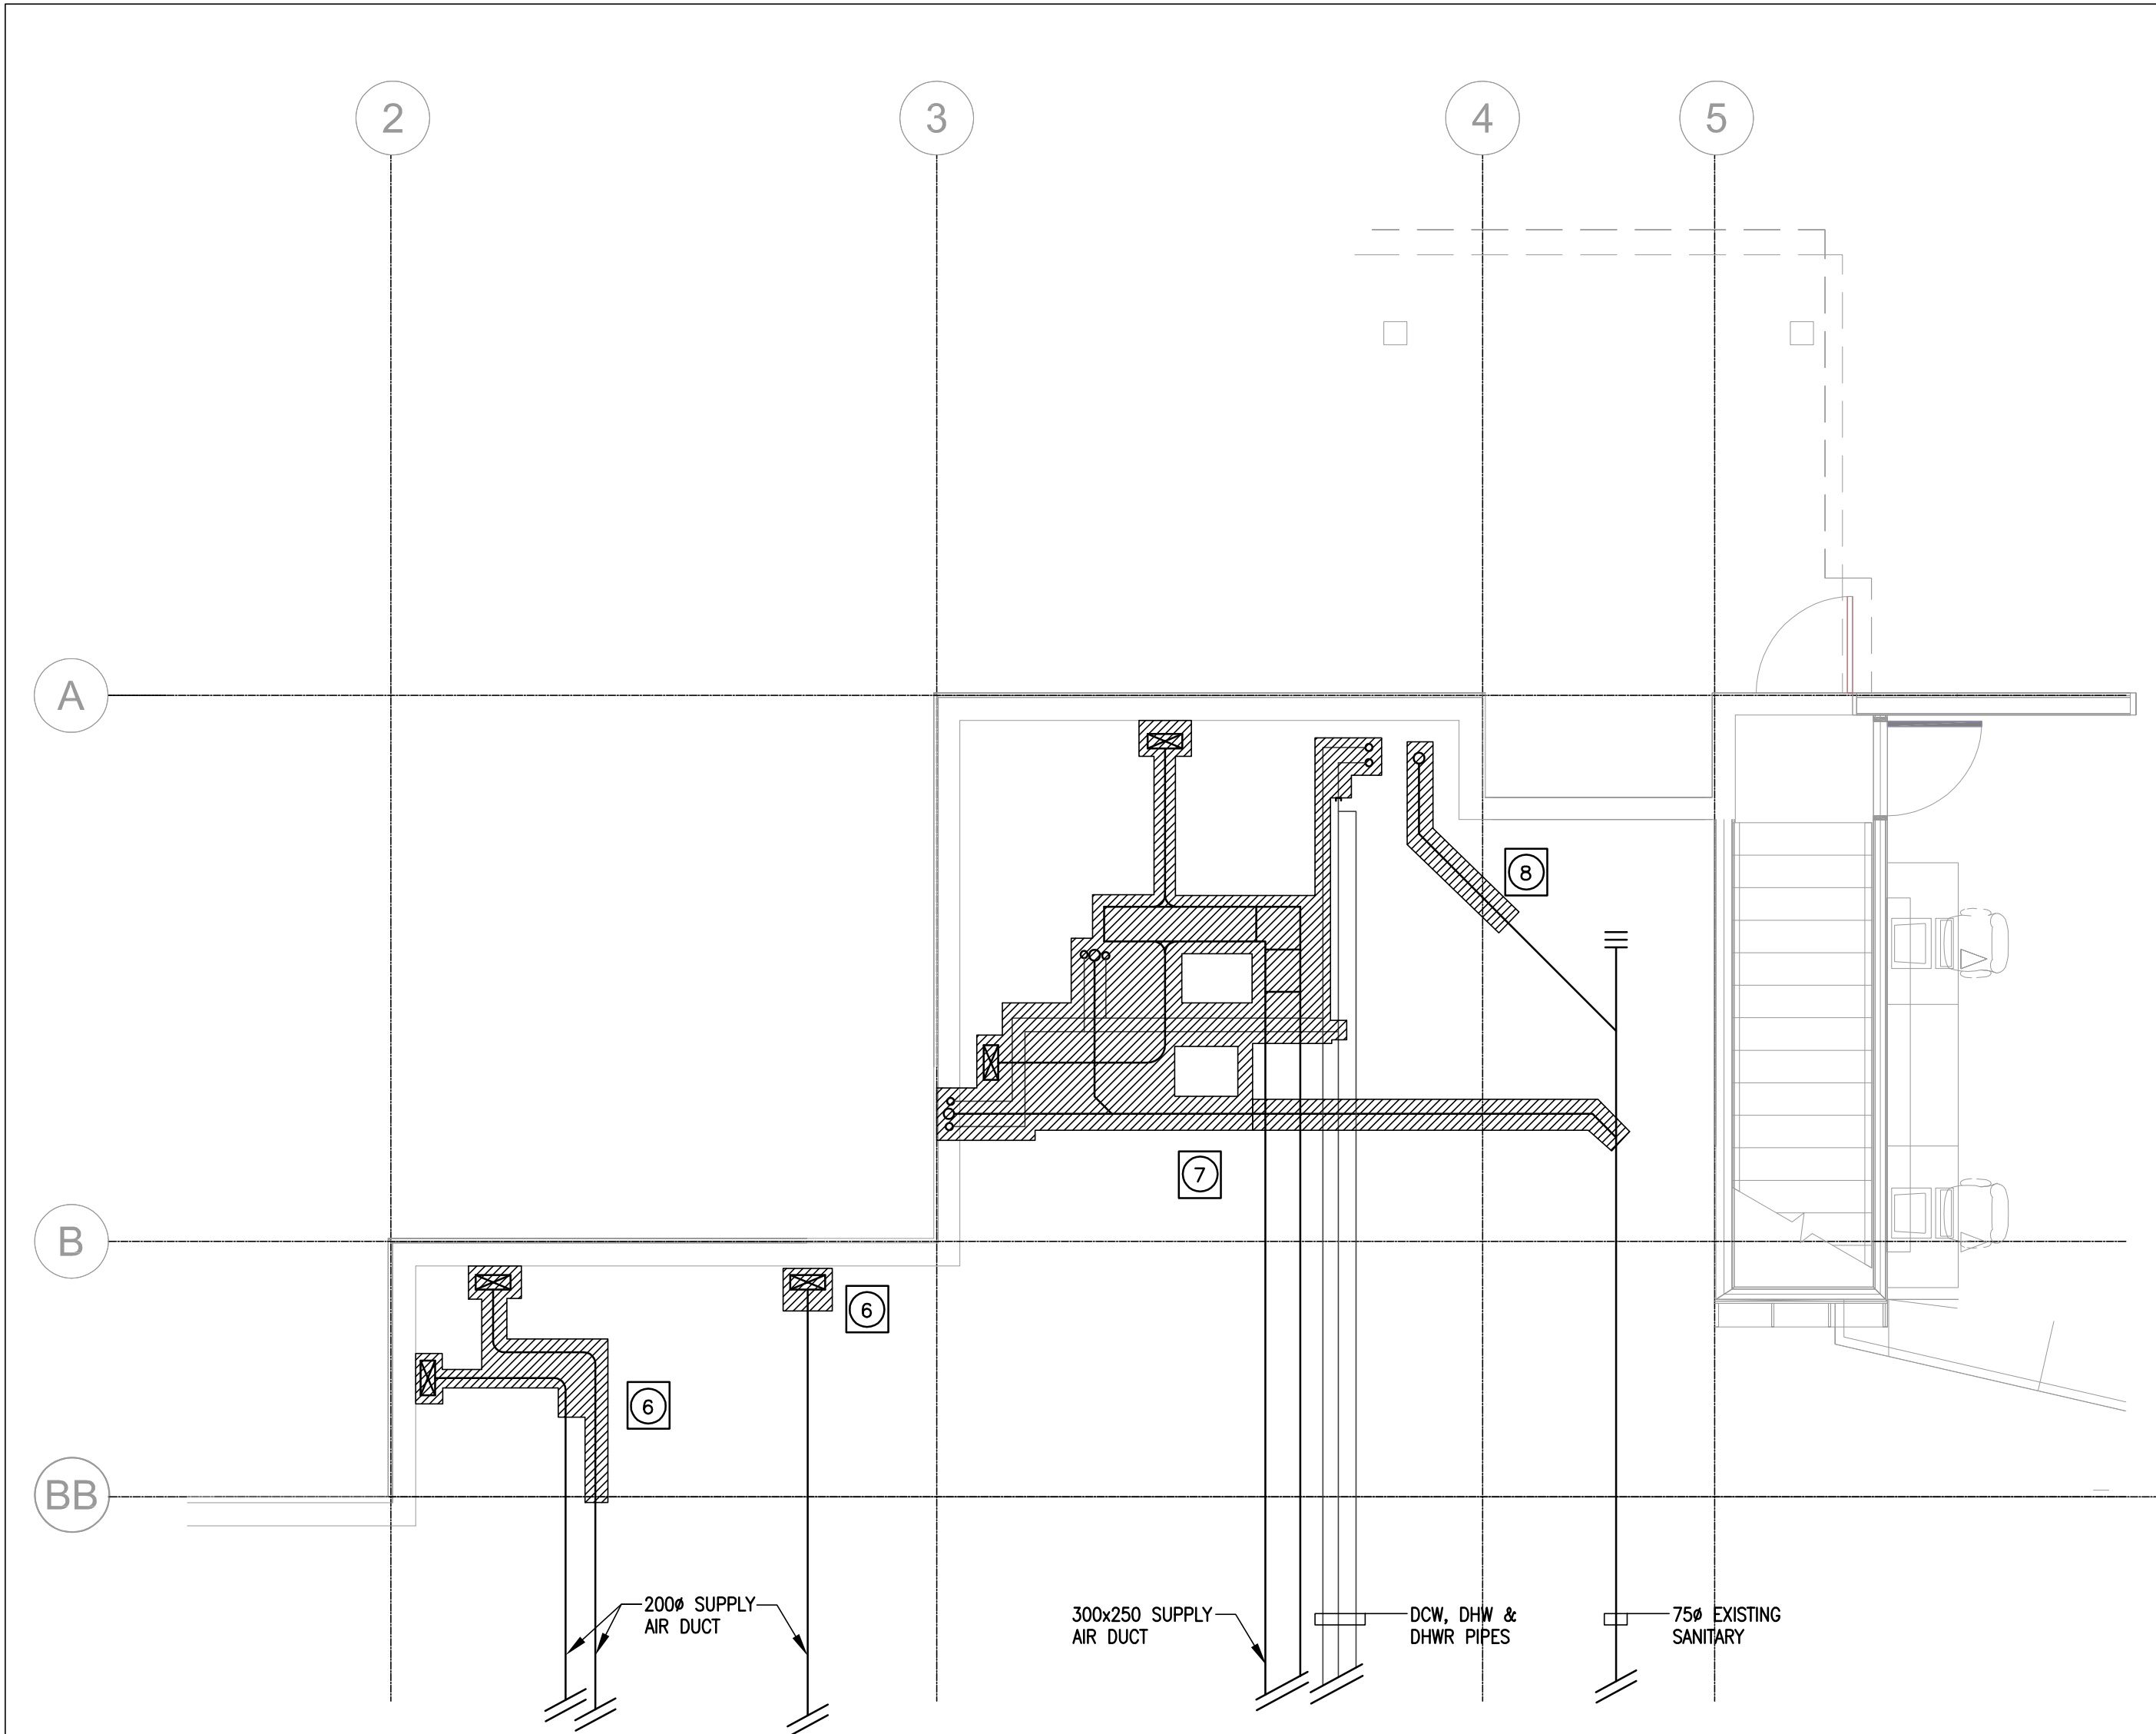 2
3
4
5
A
8
7
B
6
6
BB
200ø SUPPLY
AIR DUCT
300x250 SUPPLY
AIR DUCT
DCW, DHW &
DHWR PIPES
75ø EXISTING
SANITARY